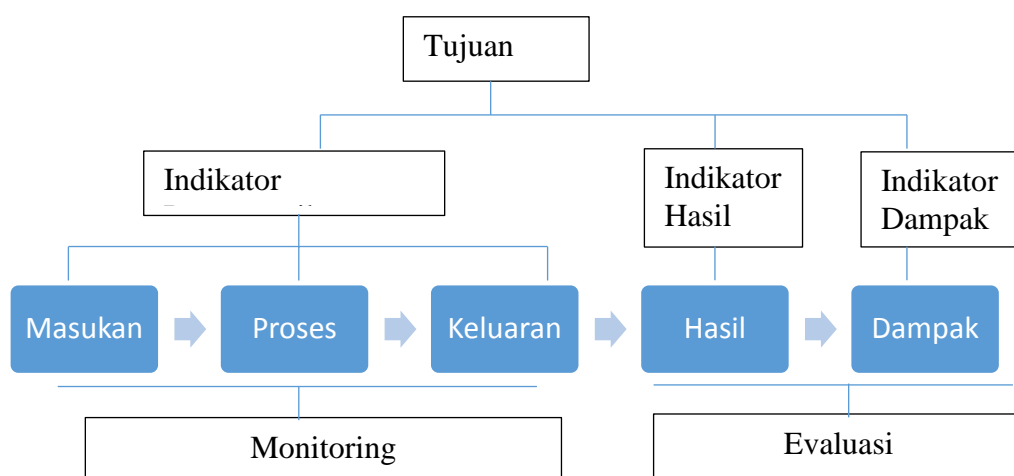 Tujuan
Indikator
Indikator
Hasil
Indikator
Dampak
Masukan
Proses
Keluaran
Hasil
Dampak
Monitoring
Evaluasi